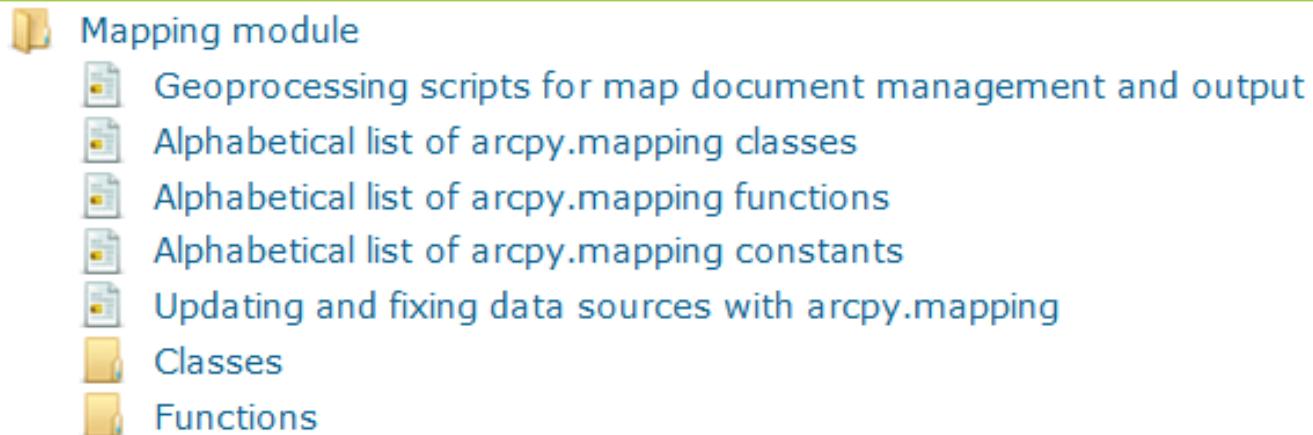 Mapping module
Geoprocessing scripts for map document management and output
Alphabetical list of arcpy.mapping classes
Alphabetical list of arcpy.mapping functions
Alphabetical list of arcpy.mapping constants
Updating and fixing data sources with arcpy.mapping
Classes
Functions